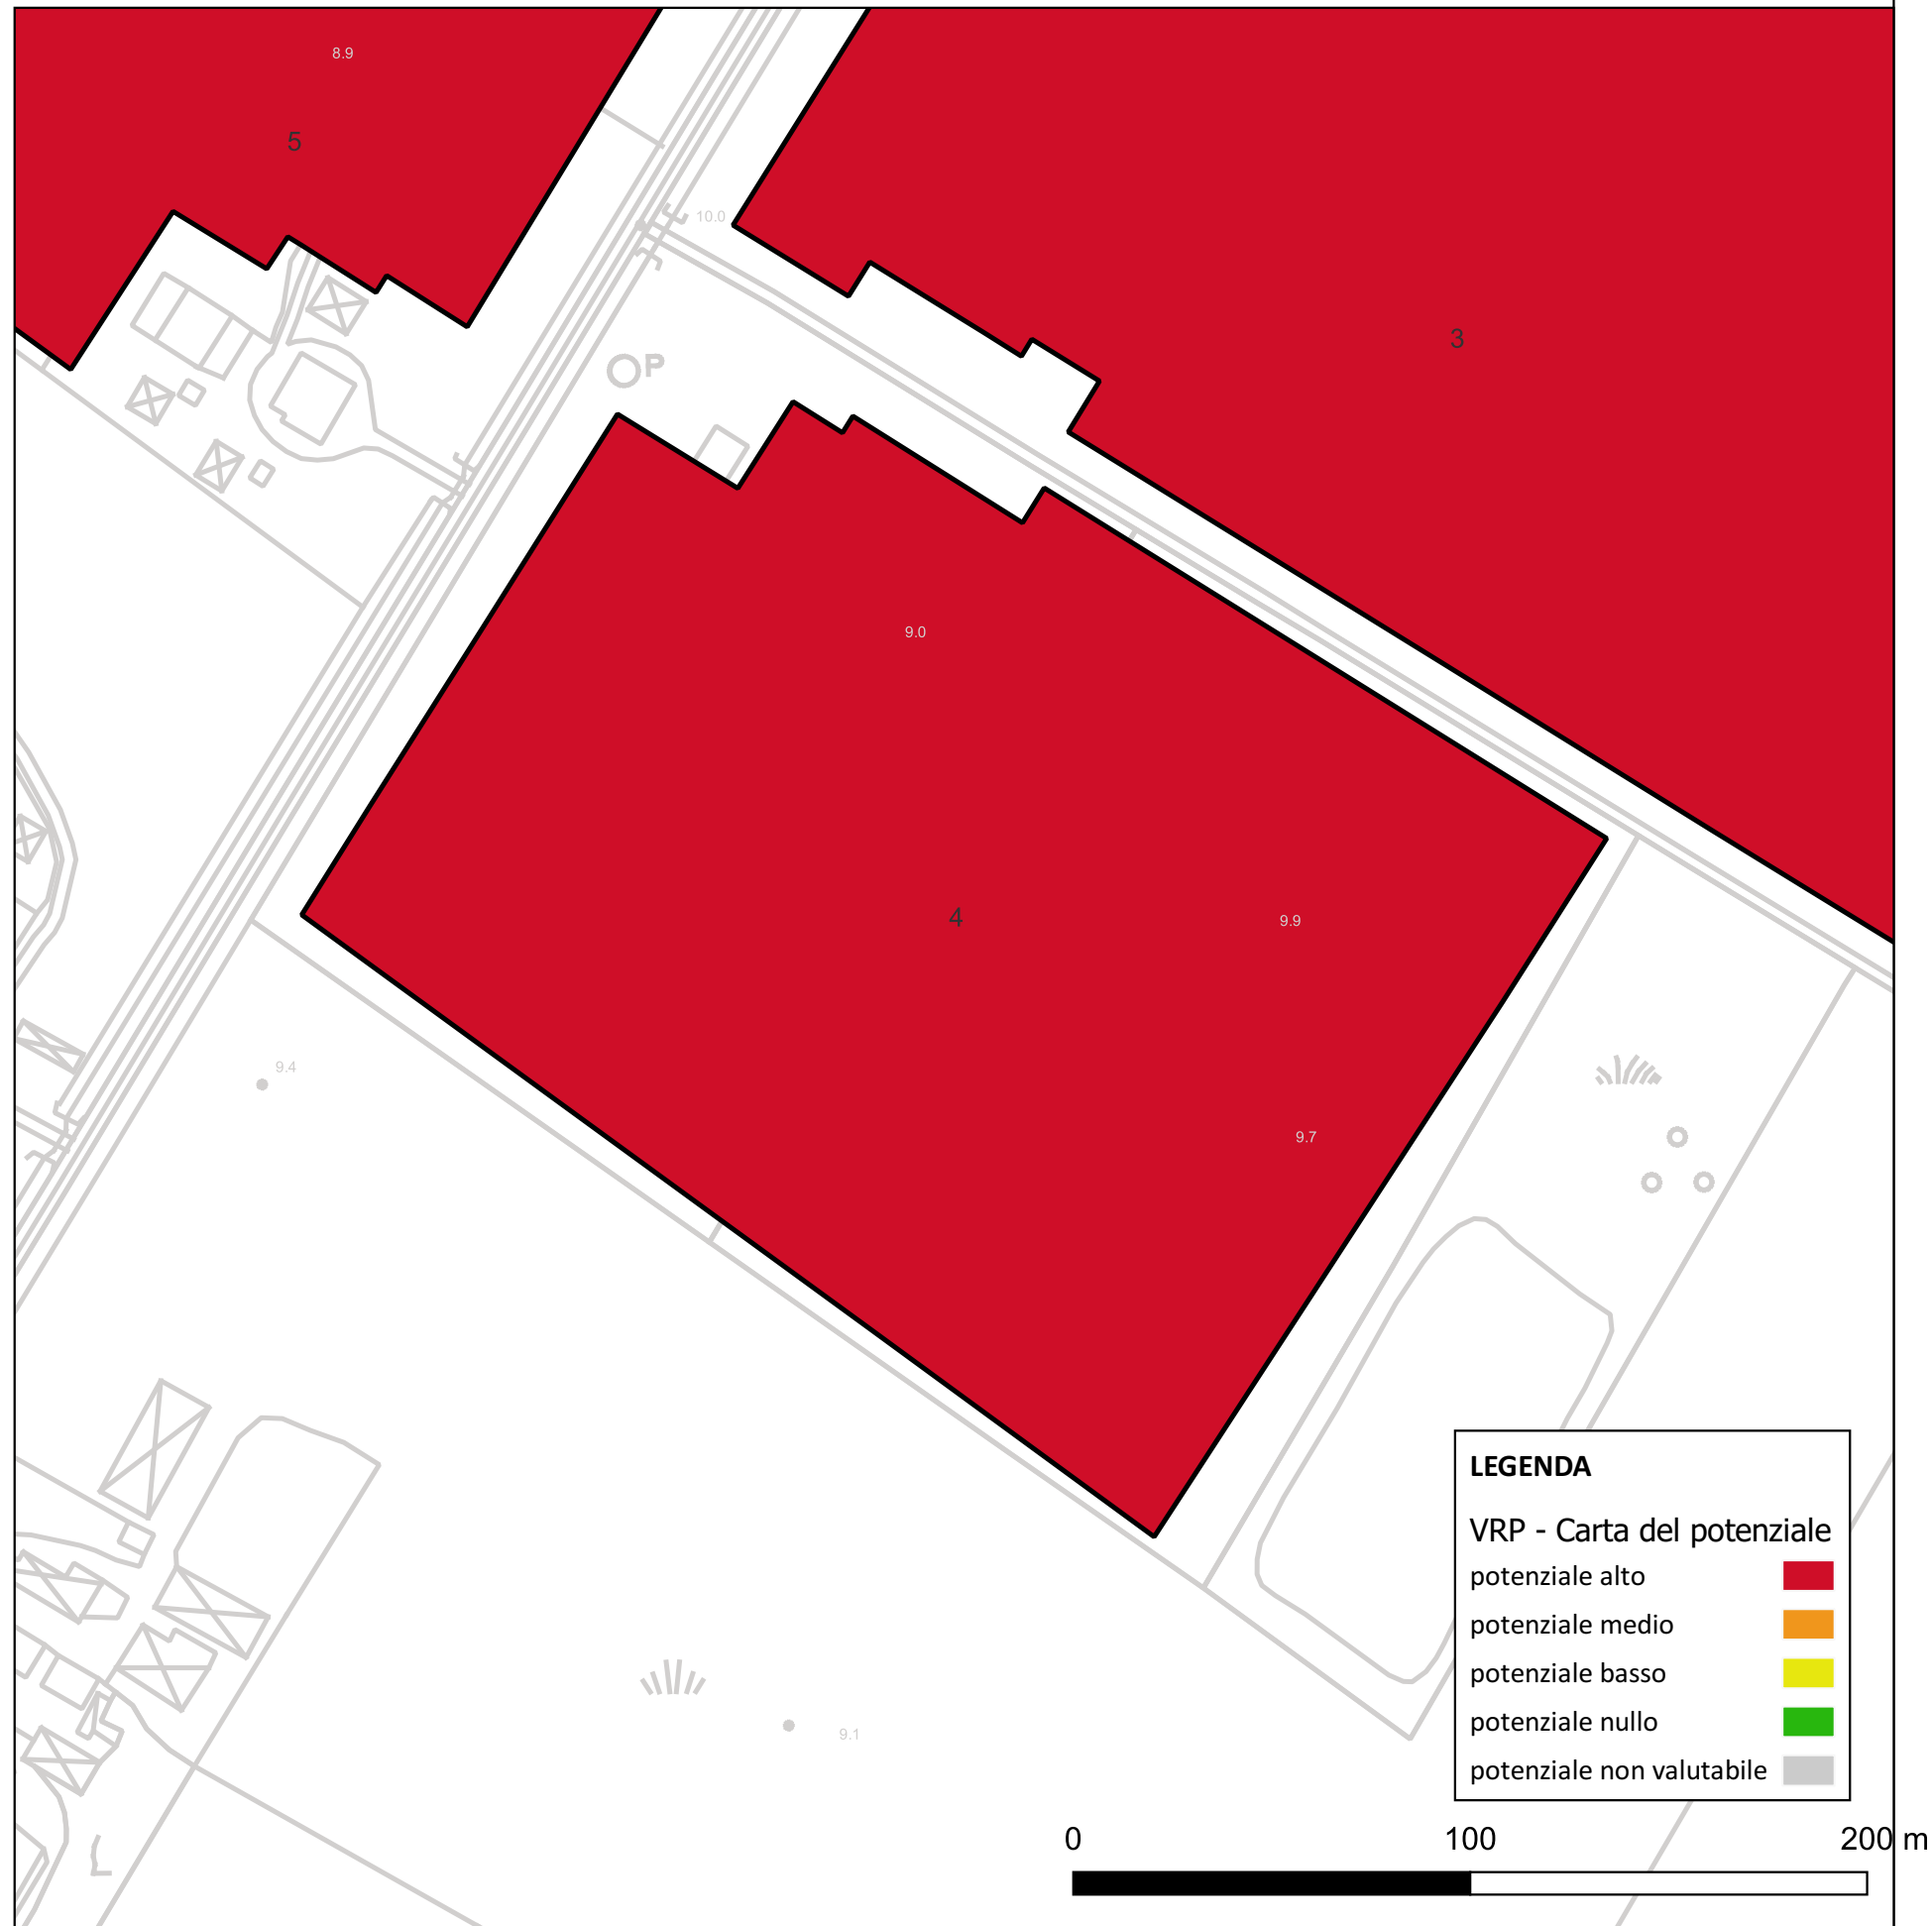 8.9
5
10.0
3
P
9.0
4
9.9
9.4
9.7
LEGENDA
VRP - Carta del potenziale
potenziale alto
potenziale medio
potenziale basso
potenziale nullo
9.1
potenziale non valutabile
0 100 200 m